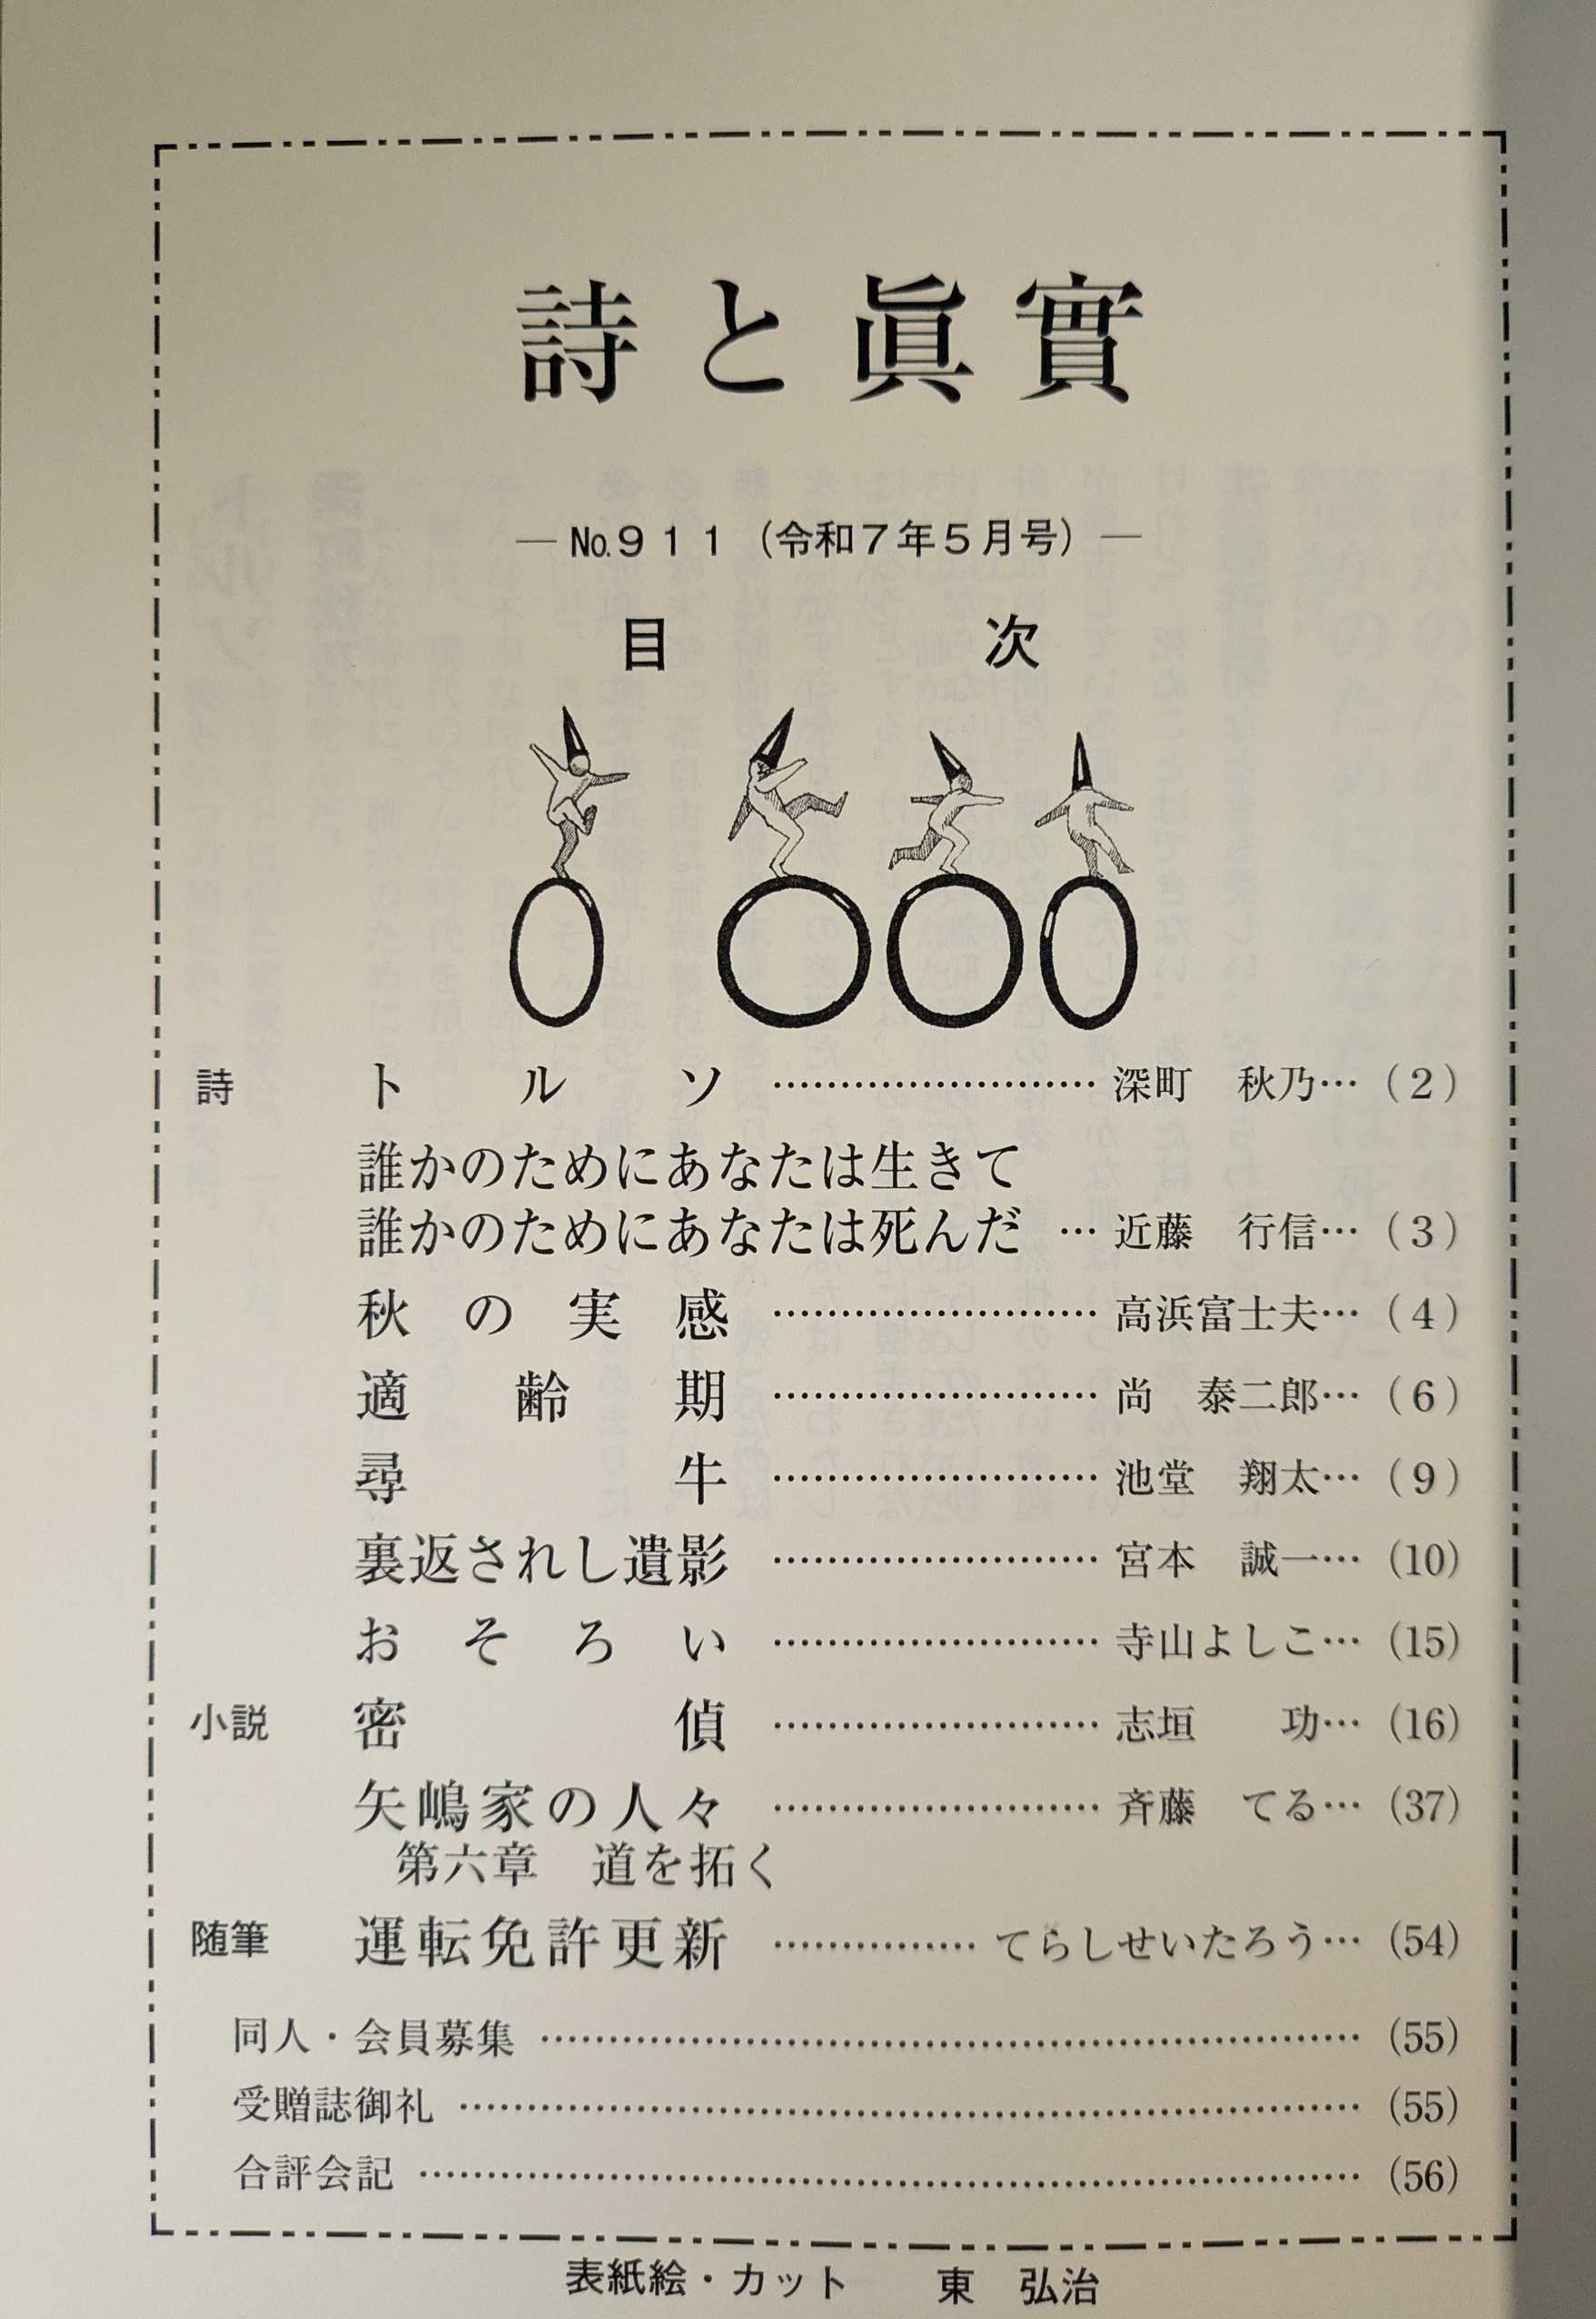 詩と眞實
―№911（令和7年5月号）―
目次
詩 トルソ………………………深町 秋乃…（2）
誰かのためにあなたは生きて
誰かのためにあなたは死んだ…近藤 行信…（3）
秋の実感………………………高浜富士夫…（4）
適齢期………………………尚 泰二郎…（6）
尋牛………………………池堂 翔太…（9）
裏返されし遺影………………………宮本 誠一…（10）
おそろい………………………寺山よしこ…（15）
小説 密偵………………………志垣 功…（16）
矢嶋家の人々………………………斉藤 てる…（37）
第六章 道を拓く
随筆 運転免許更新……………てらしせいたろう…（54）
同人・会員募集………………………（55）
受贈誌御礼………………………（55）
合評会記………………………（56）
表紙絵・カット 東 弘治